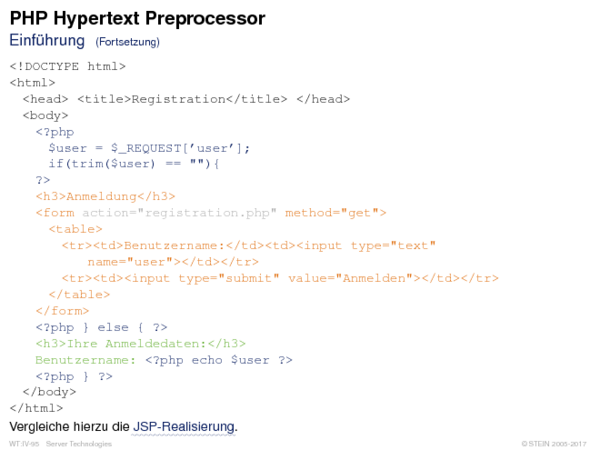 PHP Hypertext Preprocessor
Einführung (Fortsetzung)
<!DOCTYPE html>
<html>
<head> <title>Registration</title> </head>
<body>
<?php
$user = $_REQUEST[’user’];
if(trim($user) == ""){
?>
<h3>Anmeldung</h3>
<form action="registration.php" method="get">
<table>
<tr><td>Benutzername:</td><td><input type="text"
name="user"></td></tr>
<tr><td><input type="submit" value="Anmelden"></td></tr>
</table>
</form>
<?php } else { ?>
<h3>Ihre Anmeldedaten:</h3>
Benutzername: <?php echo $user ?>
<?php } ?>
</body>
</html>
Vergleiche hierzu die JSP-Realisierung.
WT:IV-95 Server Technologies © STEIN 2005-2017